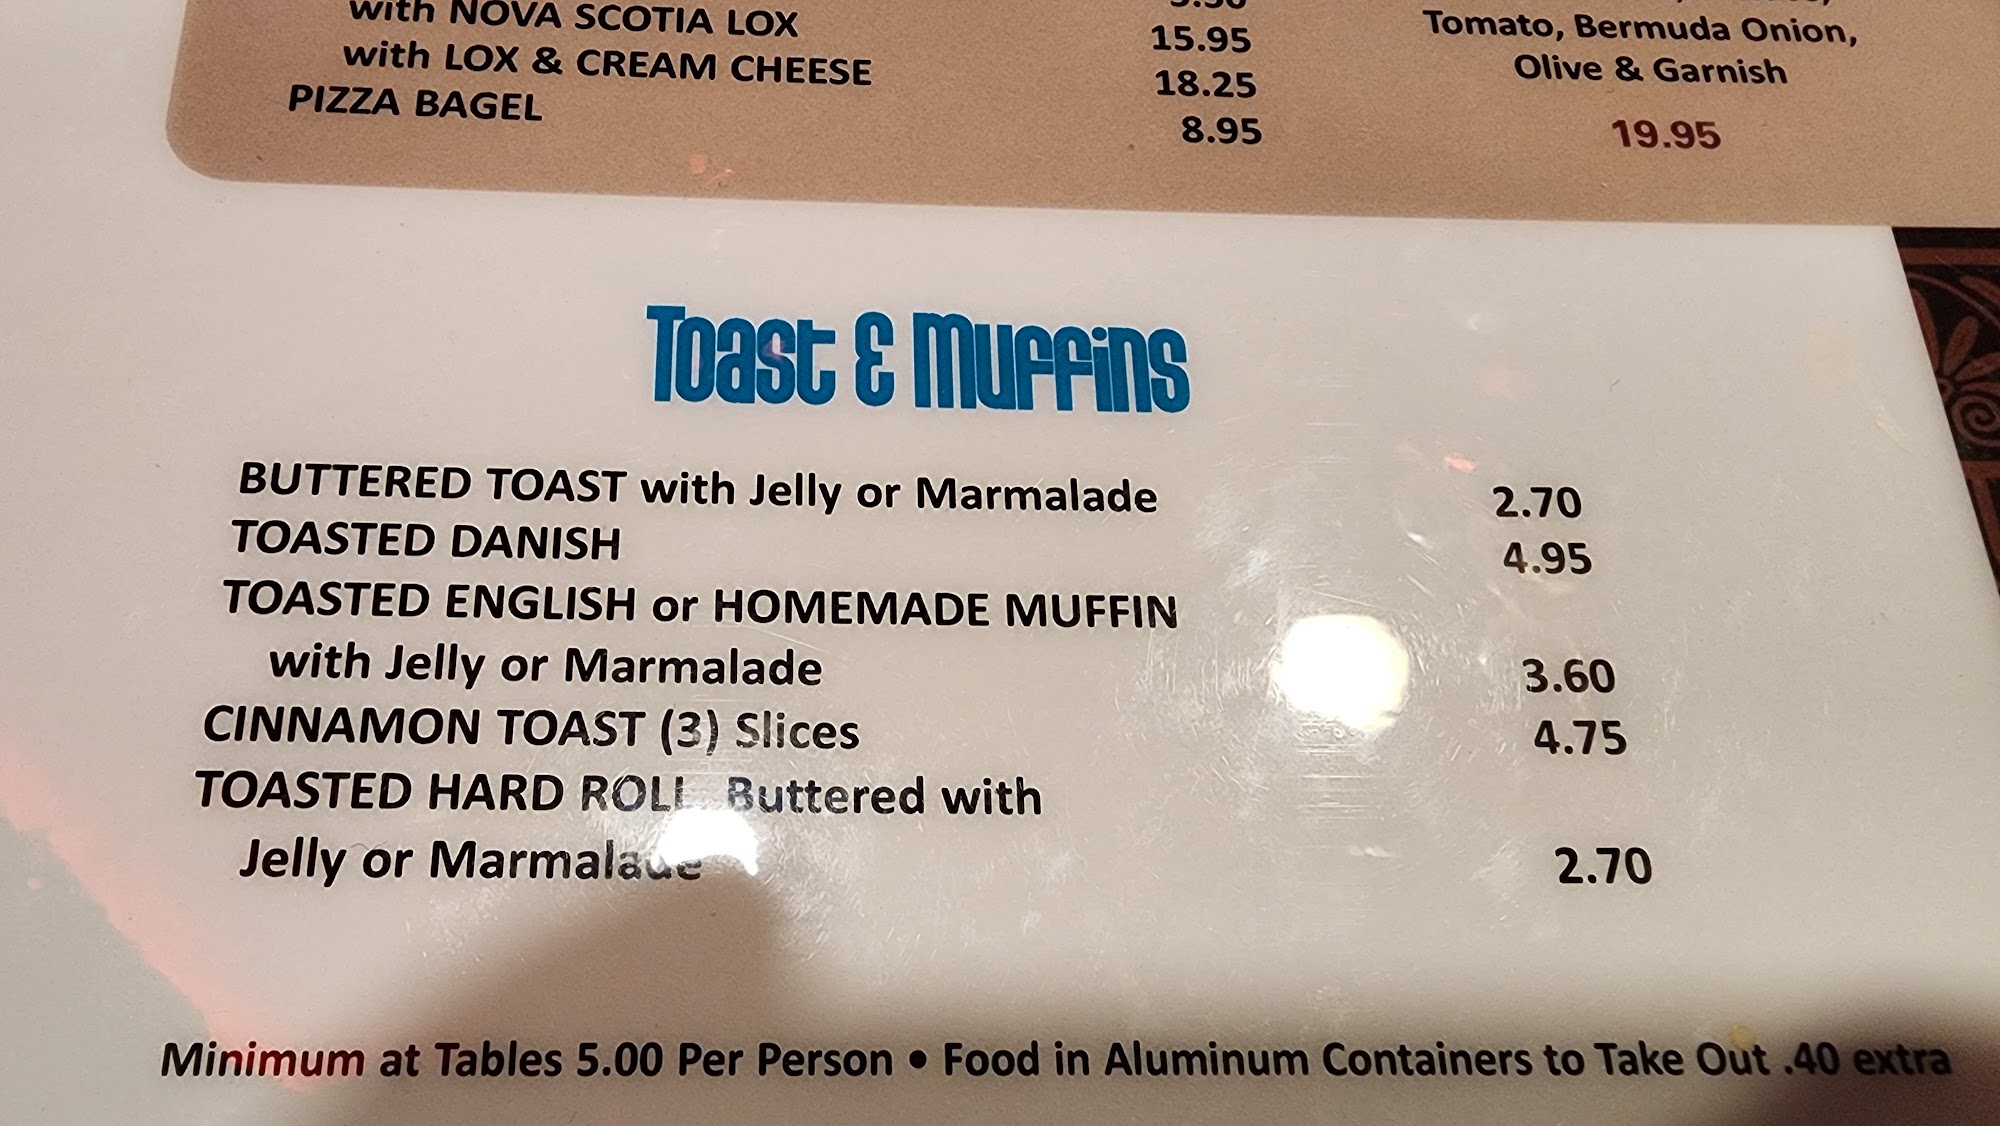 with NOVA SCOTIA LOX 15.95
with LOX & CREAM CHEESE 18.25
PIZZA BAGEL 8.95
Tomato, Bermuda Onion,
Olive & Garnish
19.95
Toast & Muffins
BUTTERED TOAST with Jelly or Marmalade 2.70
TOASTED DANISH 4.95
TOASTED ENGLISH or HOMEMADE MUFFIN
with Jelly or Marmalade 3.60
CINNAMON TOAST (3) Slices 4.75
TOASTED HARD ROLL Buttered with
Jelly or Marmalade 2.70
Minimum at Tables 5.00 Per Person • Food in Aluminum Containers to Take Out .40 extra